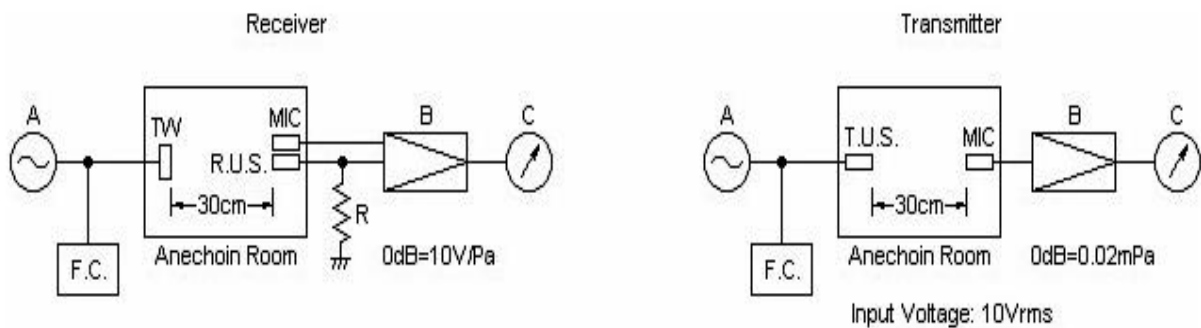 Receiver
A
TW
MIC
R.U.S.
30cm
R
B
C
F.C.
Anechoin Room
0dB=10V/Pa
Transmitter
A
T.U.S.
MIC
30cm
B
C
F.C.
Anechoin Room
0dB=0.02mPa
Input Voltage: 10Vrms